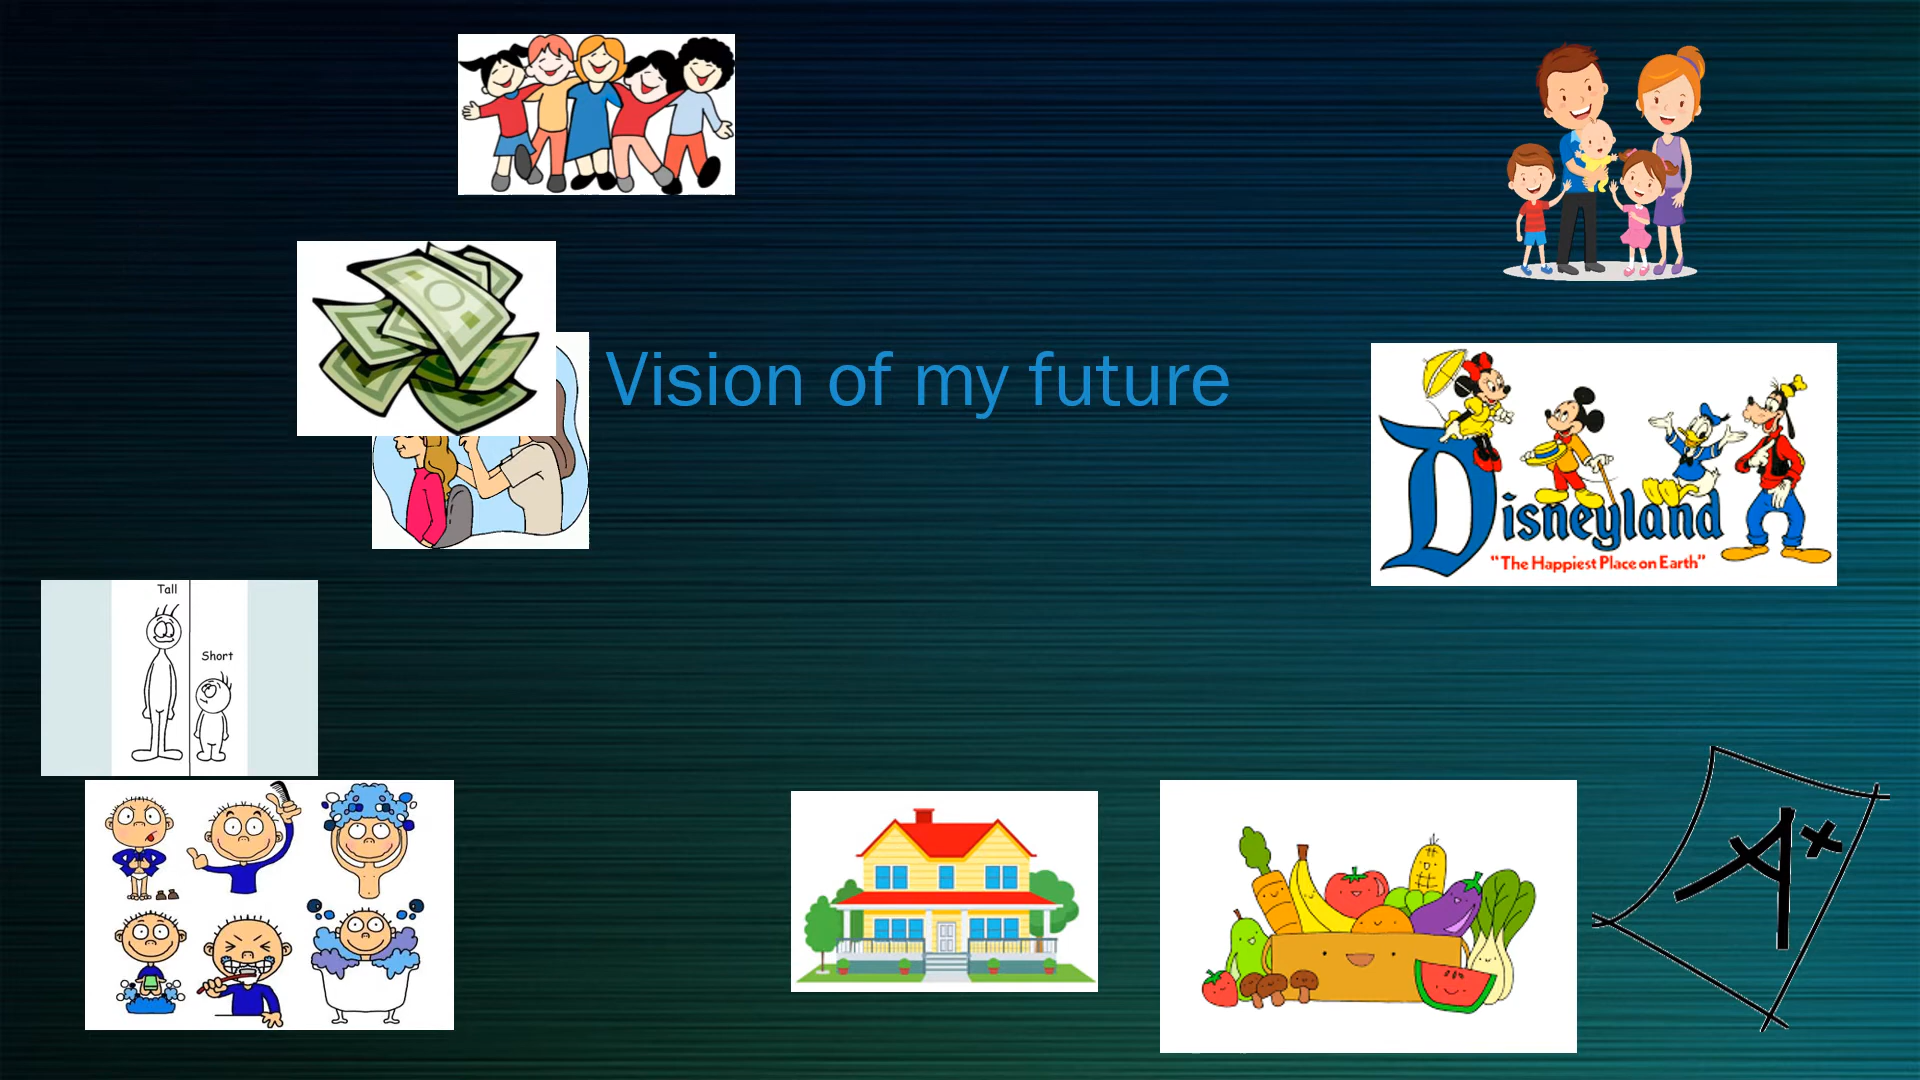 Vision of my future
Disneyland
"The Happiest Place on Earth"
Tall
Short
A+